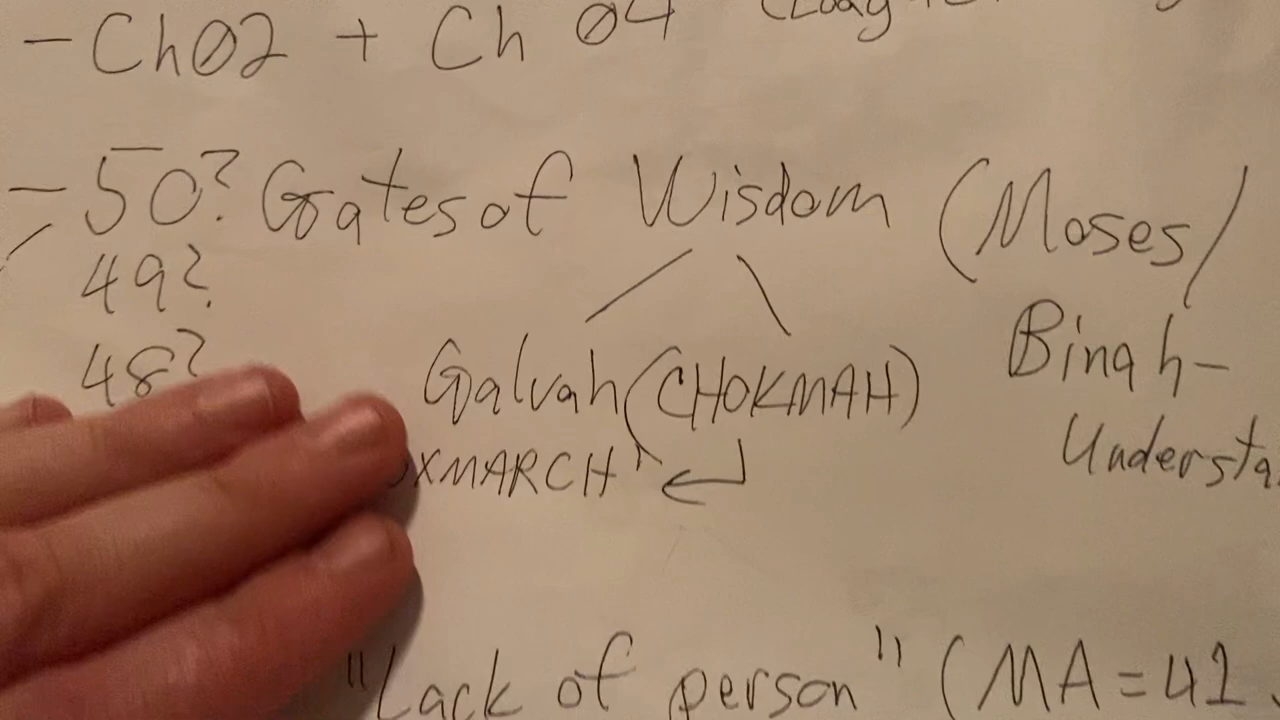 - Ch02 + Ch 04
- 50? Gates of Wisdom (Moses/
49?
48?
Galvah (CHOKMAH)
Binah-
XMARCH
Understa
"Lack of person" (MA=41